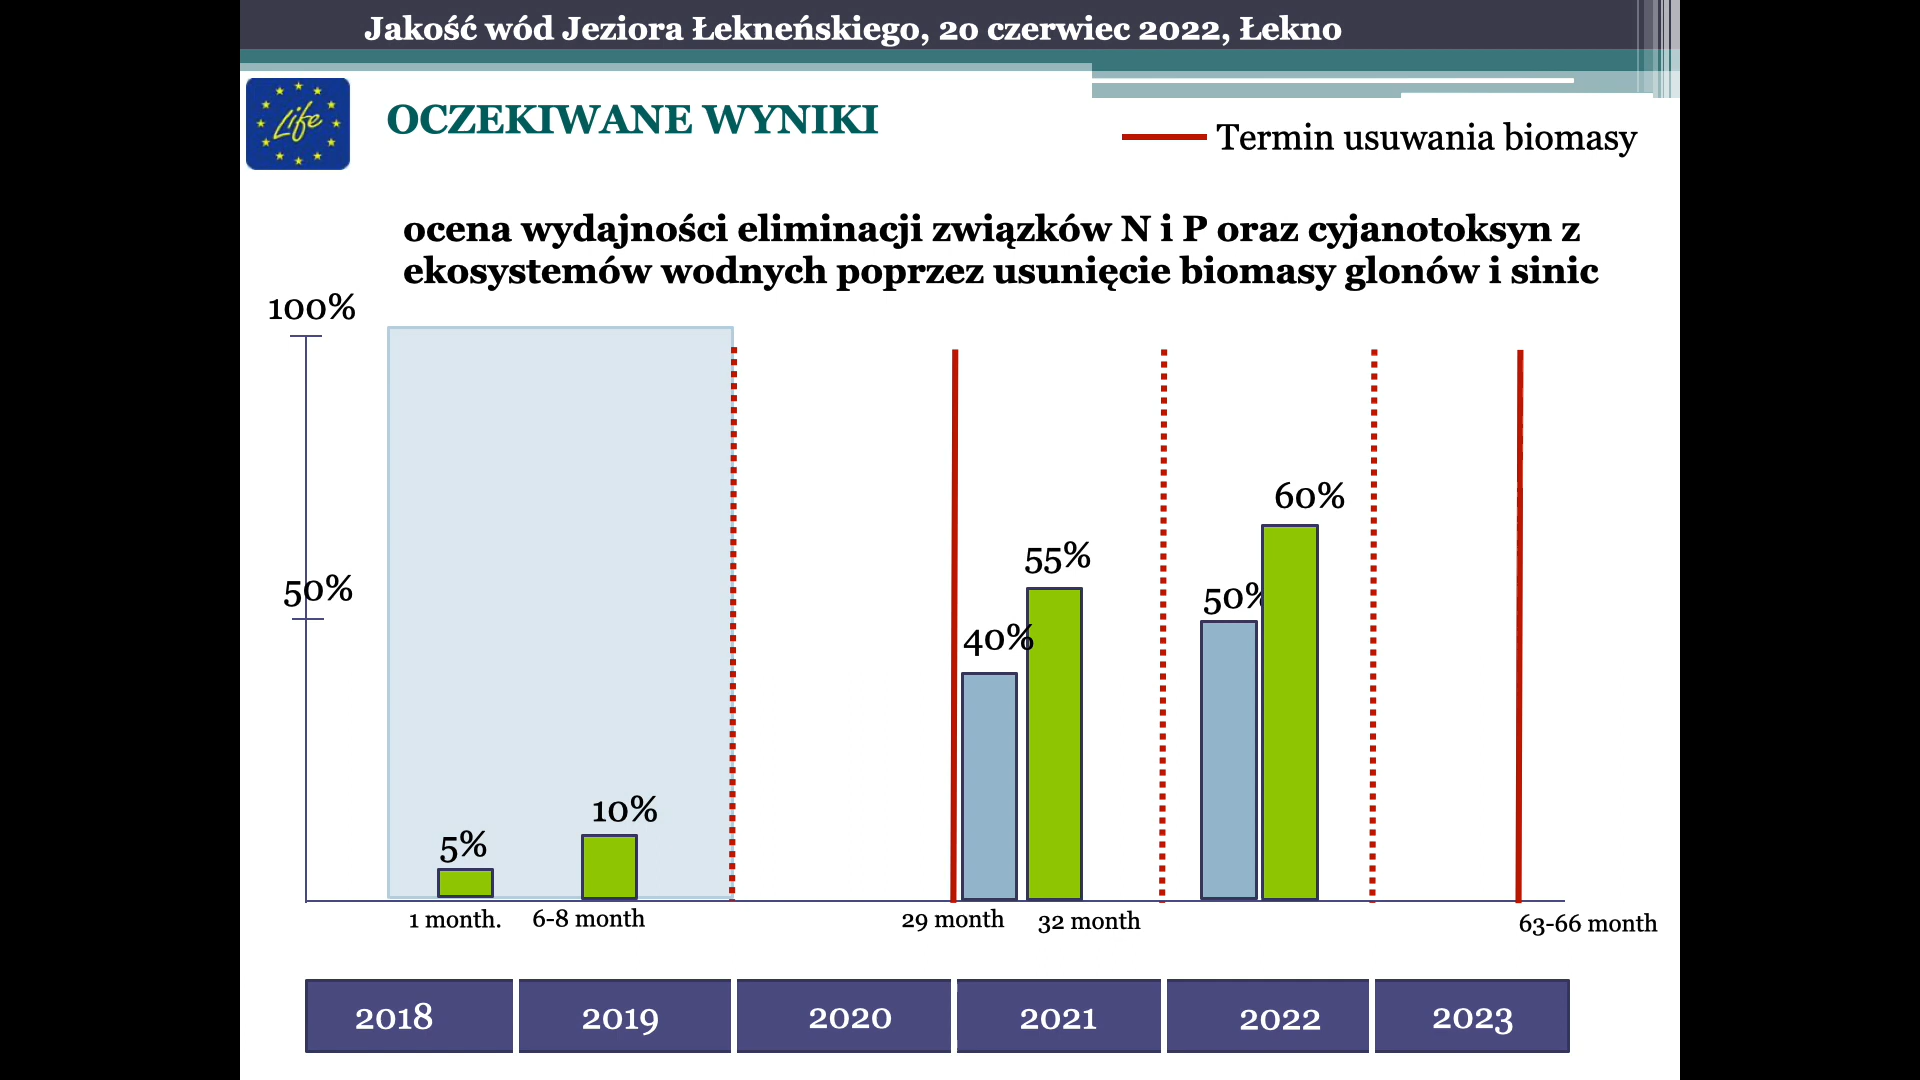 Jakość wód Jeziora Łekneńskiego, 20 czerwiec 2022, Łekno
Life
OCZEKIWANE WYNIKI
Termin usuwania biomasy
ocena wydajności eliminacji związków N i P oraz cyjanotoksyn z
ekosystemów wodnych poprzez usunięcie biomasy glonów i sinic
100%
60%
55%
50%
50%
40%
10%
5%
1 month.
6-8 month
29 month
32 month
63-66 month
2018
2019
2020
2021
2022
2023